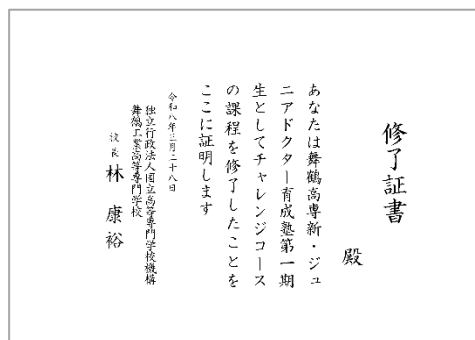 修了証書
殿
あなたは舞鶴高専新・ジュ
ニアドクター育成塾第一期
生としてチャレンジコース
の課程を修了したことを
ここに証明します
令和八年三月二十八日
独立行政法人国立高等専門学校機構
舞鶴工業高等専門学校
校長 林 康裕